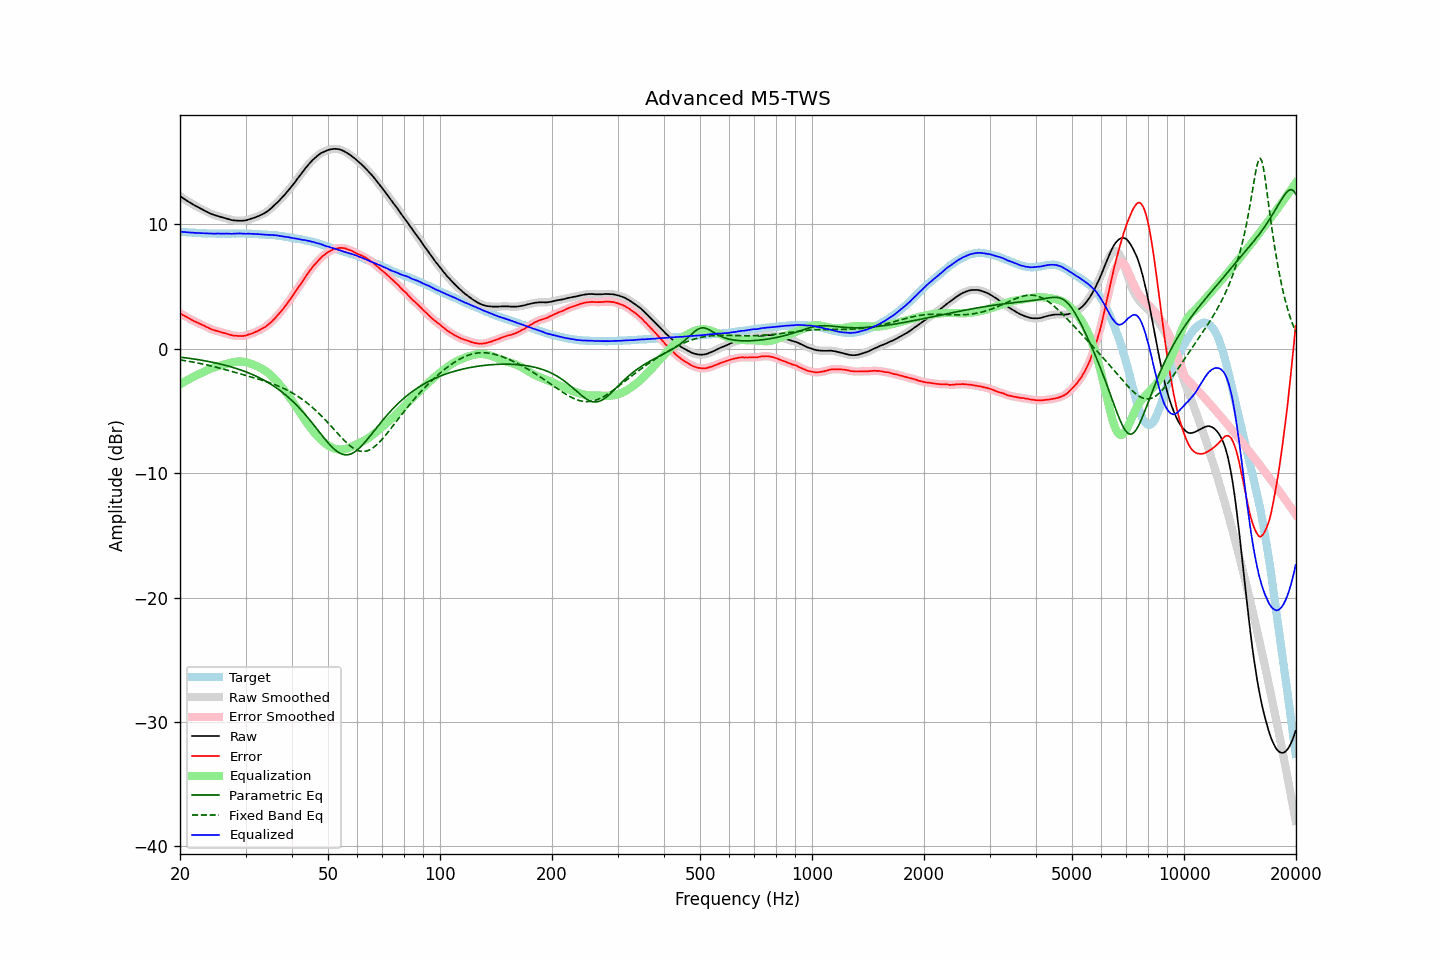 Advanced M5-TWS
Amplitude (dBr)
10
0
−10
−20
−30
−40
Target
Raw Smoothed
Error Smoothed
Raw
Error
Equalization
Parametric Eq
Fixed Band Eq
Equalized
20 50 100 200 500 1000 2000 5000 10000 20000
Frequency (Hz)